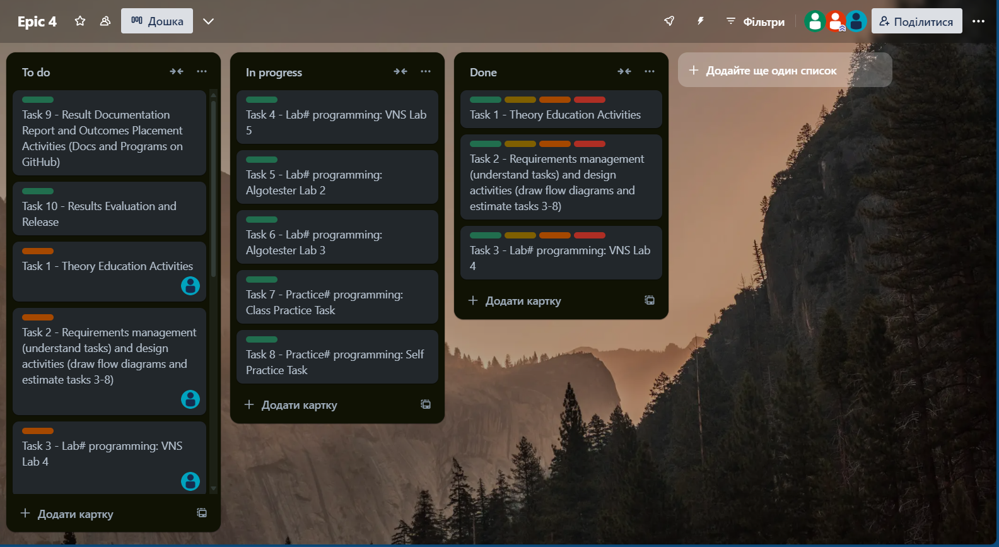 Epic 4
Дошка
Фільтри
Поділитися
To do
Task 9 - Result Documentation
Report and Outcomes Placement
Activities (Docs and Programs on
GitHub)
Task 10 - Results Evaluation and
Release
Task 1 - Theory Education Activities
Task 2 - Requirements management
(understand tasks) and design
activities (draw flow diagrams and
estimate tasks 3-8)
Task 3 - Lab# programming: VNS
Lab 4
Додати картку
In progress
Task 4 - Lab# programming: VNS Lab
5
Task 5 - Lab# programming:
Algotester Lab 2
Task 6 - Lab# programming:
Algotester Lab 3
Task 7 - Practice# programming:
Class Practice Task
Task 8 - Practice# programming: Self
Practice Task
Додати картку
Done
Task 1 - Theory Education Activities
Task 2 - Requirements management
(understand tasks) and design
activities (draw flow diagrams and
estimate tasks 3-8)
Task 3 - Lab# programming: VNS Lab
4
Додати картку
Додайте ще один список